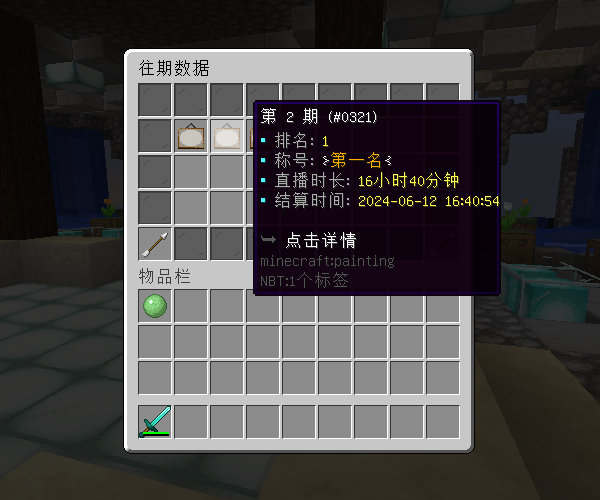 往期数据
第 2 期 (#0321)
▪ 排名: 1
▪ 称号: 第一名
▪ 直播时长: 16小时40分钟
▪ 结算时间: 2024-06-12 16:40:54
点击详情
minecraft:painting
NBT:1个标签
物品栏